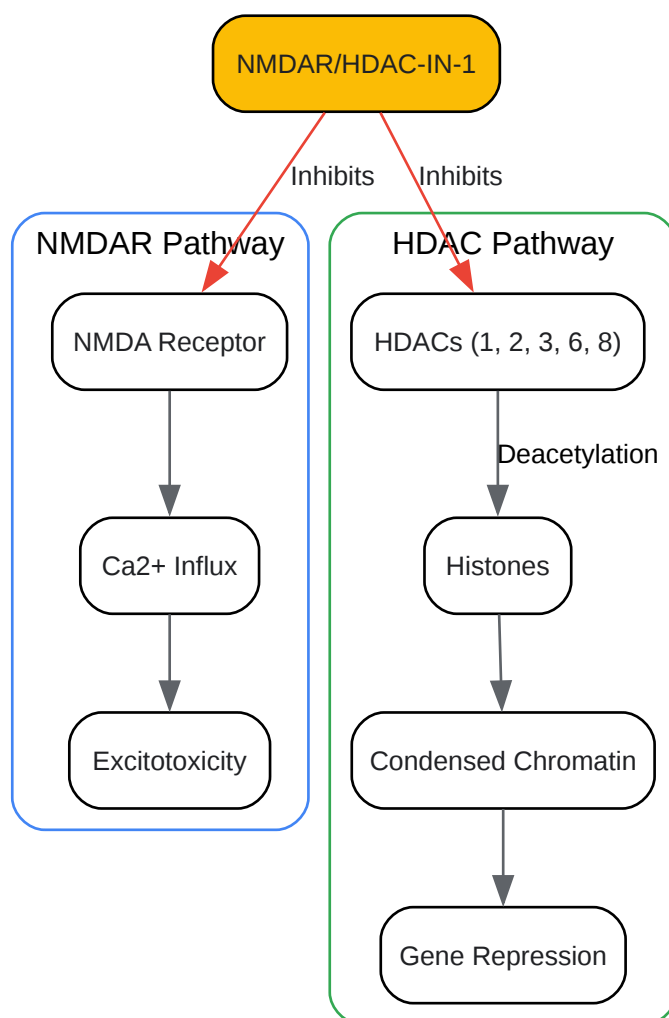 NMDAR/HDAC-IN-1
Inhibits
Inhibits
NMDAR Pathway
NMDA Receptor
Ca2+ Influx
Excitotoxicity
HDAC Pathway
HDACs (1, 2, 3, 6, 8)
Deacetylation
Histones
Condensed Chromatin
Gene Repression